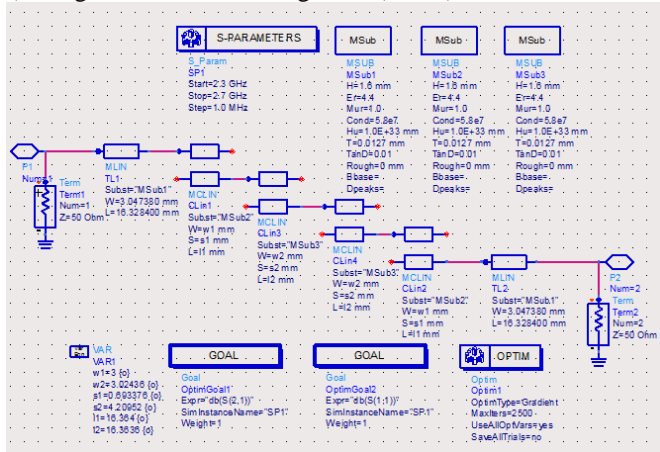 S-PARAMETERS
S_Param
SP1
Start=2.3 GHz
Stop=2.7 GHz
Step=1.0 MHz
MSub
MSUB
MSub1
H=1.6 mm
Er=4.4
Mur=1.0
Cond=5.8e7
Hu=1.0E+33 mm
T=0.0127 mm
TanD=0.01
Rough=0 mm
Bbase=
Dpeaks=
MSub
MSUB
MSub2
H=1.6 mm
Er=4.4
Mur=1.0
Cond=5.8e7
Hu=1.0E+33 mm
T=0.0127 mm
TanD=0.01
Rough=0 mm
Bbase=
Dpeaks=
MSub
MSUB
MSub3
H=1.6 mm
Er=4.4
Mur=1.0
Cond=5.8e7
Hu=1.0E+33 mm
T=0.0127 mm
TanD=0.01
Rough=0 mm
Bbase=
Dpeaks=
P1
Num=1
Term
Term1
Num=1
Z=50 Ohm
MLIN
TL1
Subst="MSub1"
W=3.047380 mm
L=16.328400 mm
MCLIN
CLin1
Subst="MSub2"
W=w1 mm
S=s1 mm
L=l1 mm
MCLIN
CLin3
Subst="MSub3"
W=w2 mm
S=s2 mm
L=l2 mm
MCLIN
CLin4
Subst="MSub3"
W=w2 mm
S=s2 mm
L=l2 mm
MCLIN
CLin2
Subst="MSub2"
W=w1 mm
S=s1 mm
L=l1 mm
MLIN
TL2
Subst="MSub1"
W=3.047380 mm
L=16.328400 mm
P2
Num=2
Term
Term2
Num=2
Z=50 Ohm
VAR
VAR1
w1=3 {o}
w2=3.02436 {o}
s1=0.693376 {o}
s2=4.20952 {o}
l1=16.364 {o}
l2=16.3636 {o}
GOAL
Goal
OptimGoal1
Expr="db(S(2,1))"
SimInstanceName="SP1"
Weight=1
GOAL
Goal
OptimGoal2
Expr="db(S(1,1))"
SimInstanceName="SP1"
Weight=1
OPTIM
Optim
Optim1
OptimType=Gradient
MaxIters=2500
UseAllOptVars=yes
SaveAllTrials=no